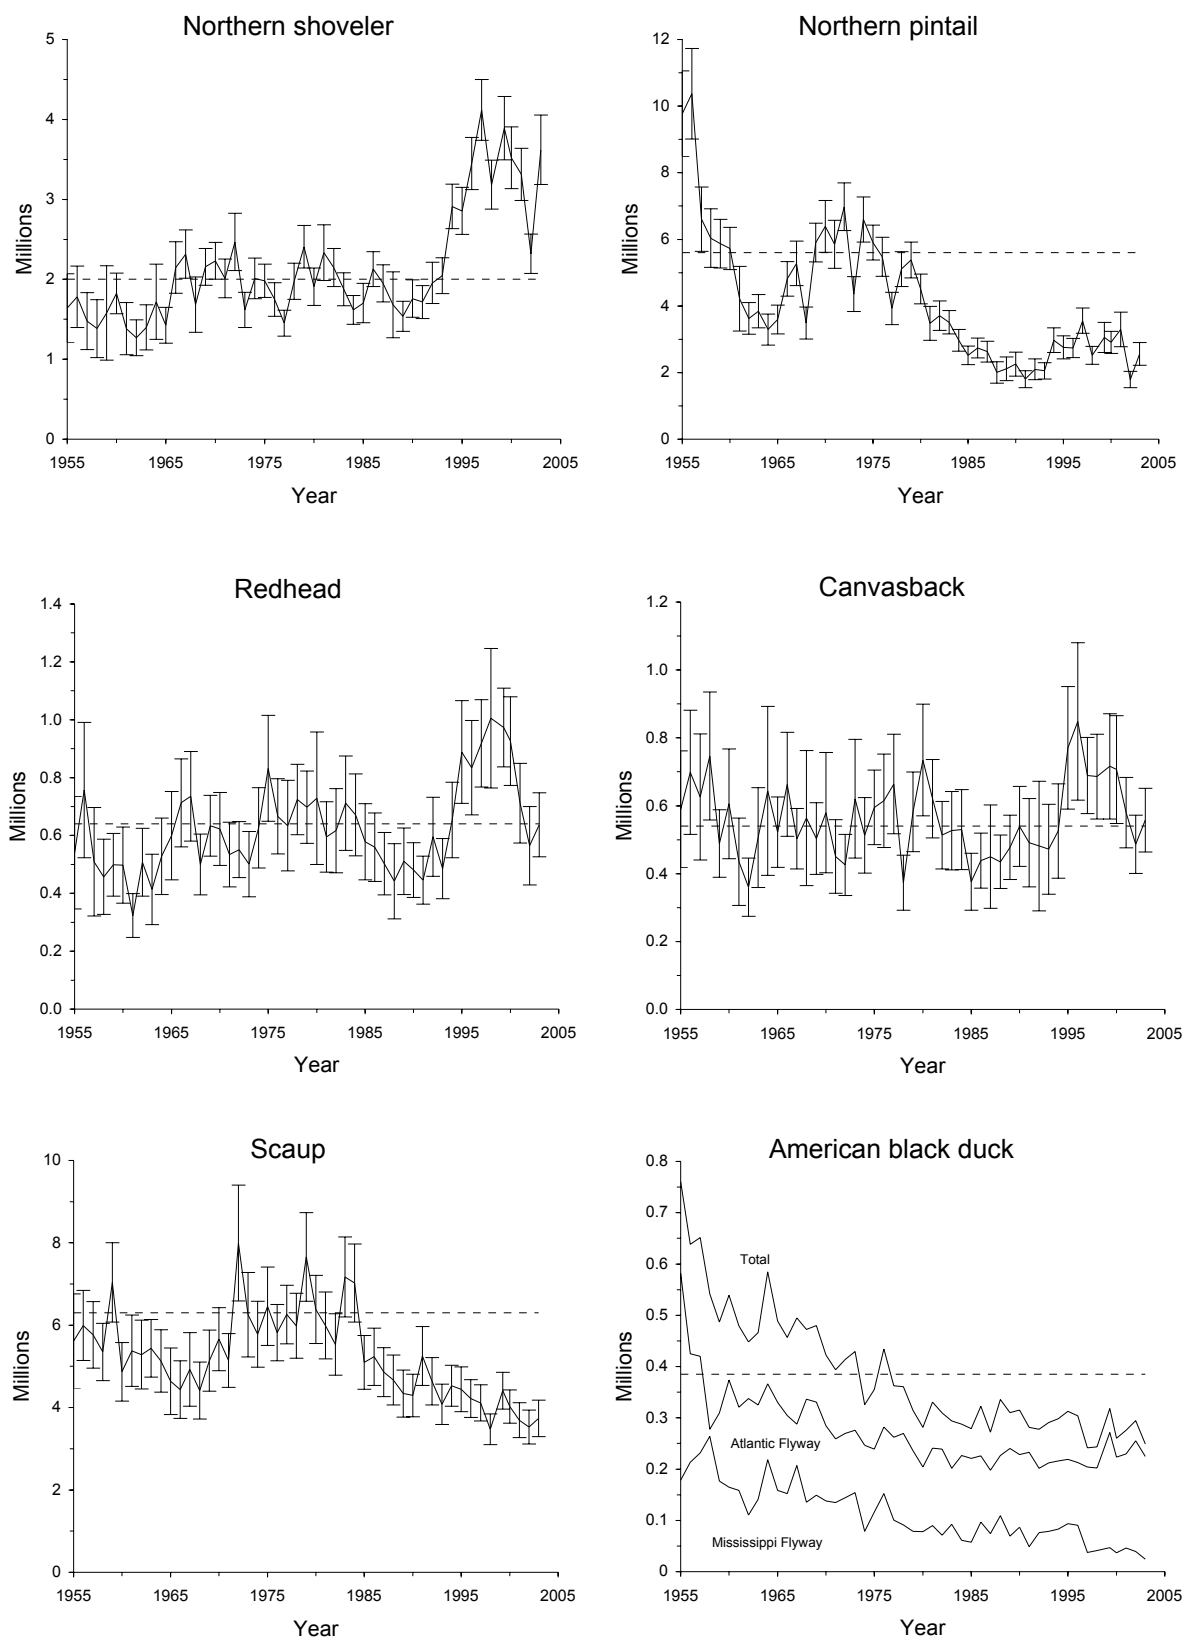 Northern shoveler
5
4
3
2
1
0
Millions
1955 1965 1975 1985 1995 2005
Year
Northern pintail
12
10
8
6
4
2
0
Millions
1955 1965 1975 1985 1995 2005
Year
Redhead
1.4
1.2
1.0
0.8
0.6
0.4
0.2
0.0
Millions
1955 1965 1975 1985 1995 2005
Year
Canvasback
1.2
1.0
0.8
0.6
0.4
0.2
0.0
Millions
1955 1965 1975 1985 1995 2005
Year
Scaup
10
8
6
4
2
0
Millions
1955 1965 1975 1985 1995 2005
Year
American black duck
0.8
0.7
0.6
0.5
0.4
0.3
0.2
0.1
0
Millions
Total
Atlantic Flyway
Mississippi Flyway
1955 1965 1975 1985 1995 2005
Year